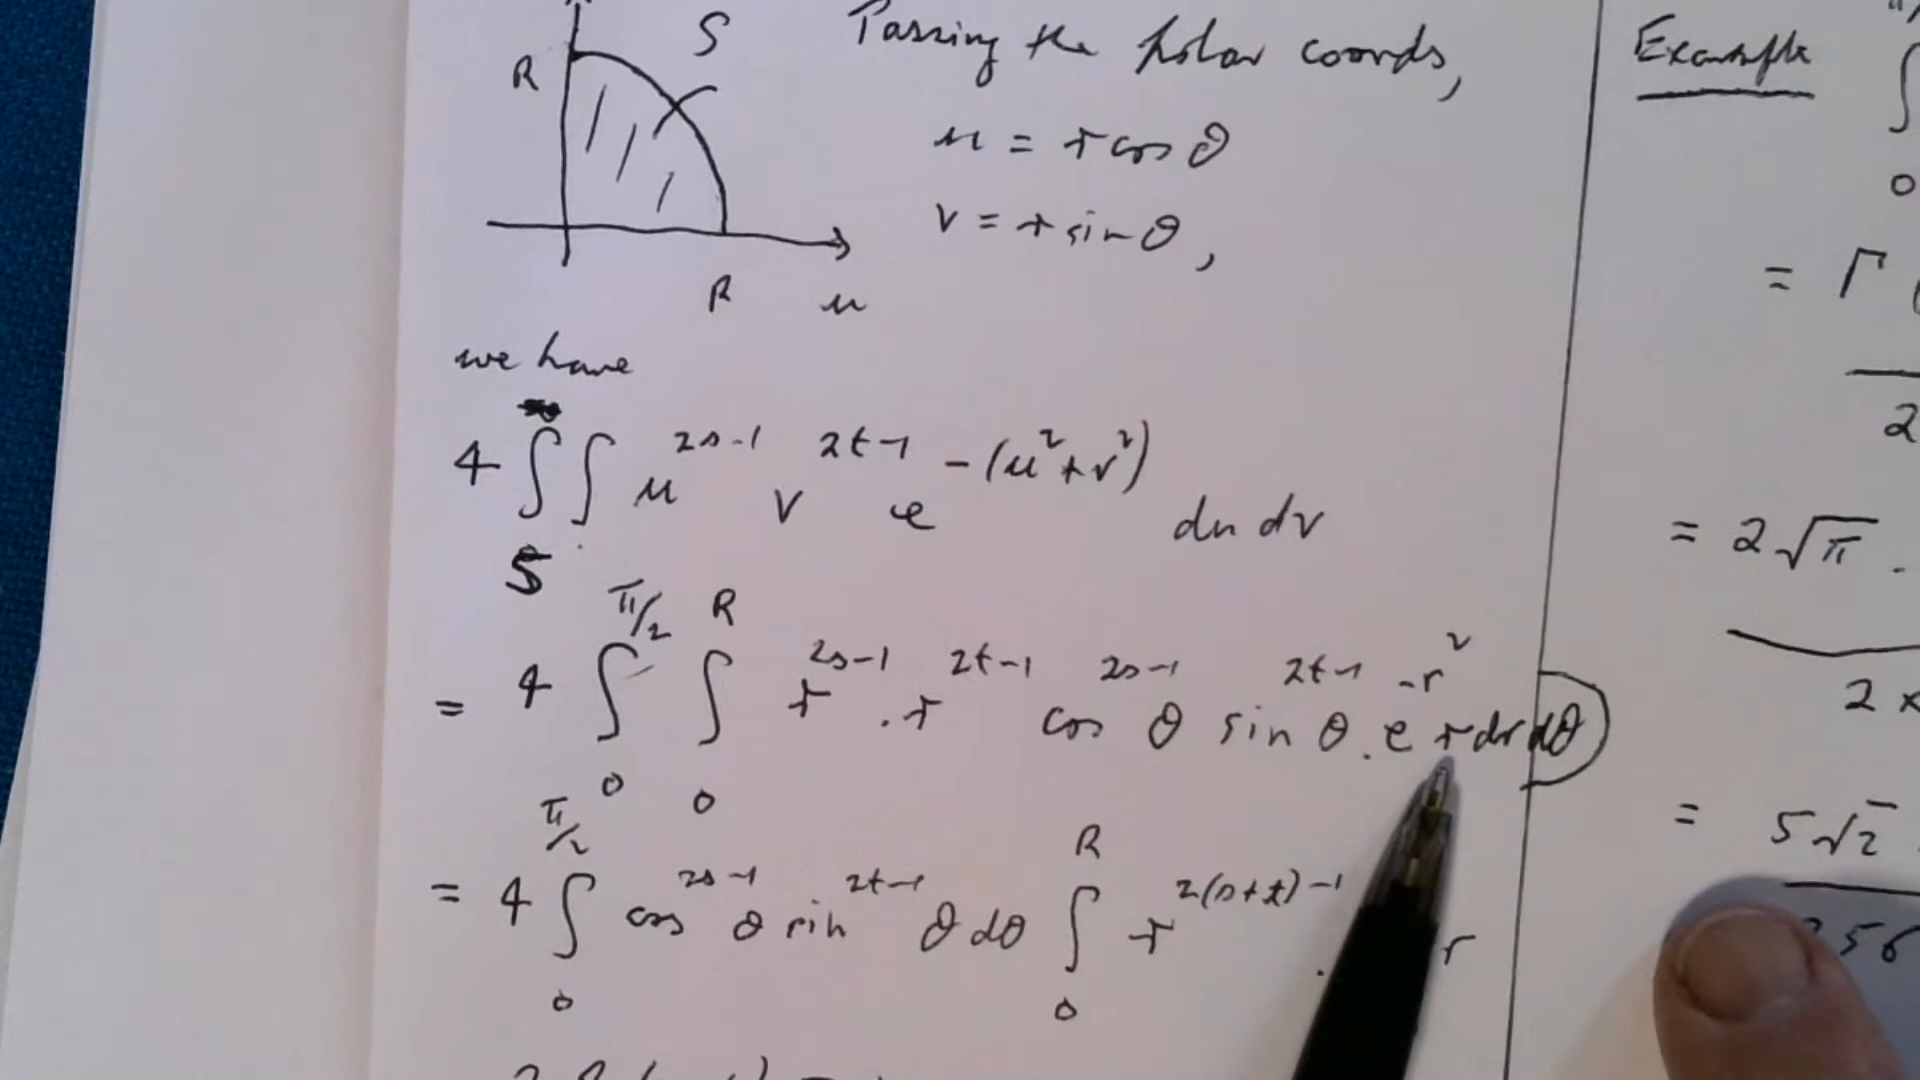 S
R
R u
Passing the polar coords,
u = r cos θ
v = r sin θ,
we have
4 ∫∫ u^{2s-1} v^{2t-1} e^{-(u²+v²)} du dv
S
= 4 ∫_0^{π/2} ∫_0^R r^{2s-1} . r^{2t-1} cos^{2s-1} θ sin^{2t-1} θ . e^{-r²} r dr dθ
= 4 ∫_0^{π/2} cos^{2s-1} θ sin^{2t-1} θ dθ ∫_0^R r^{2(s+t)-1} . r
Example
∫
0
= Γ (
2
= 2√π .
2 ×
= 5√2
256